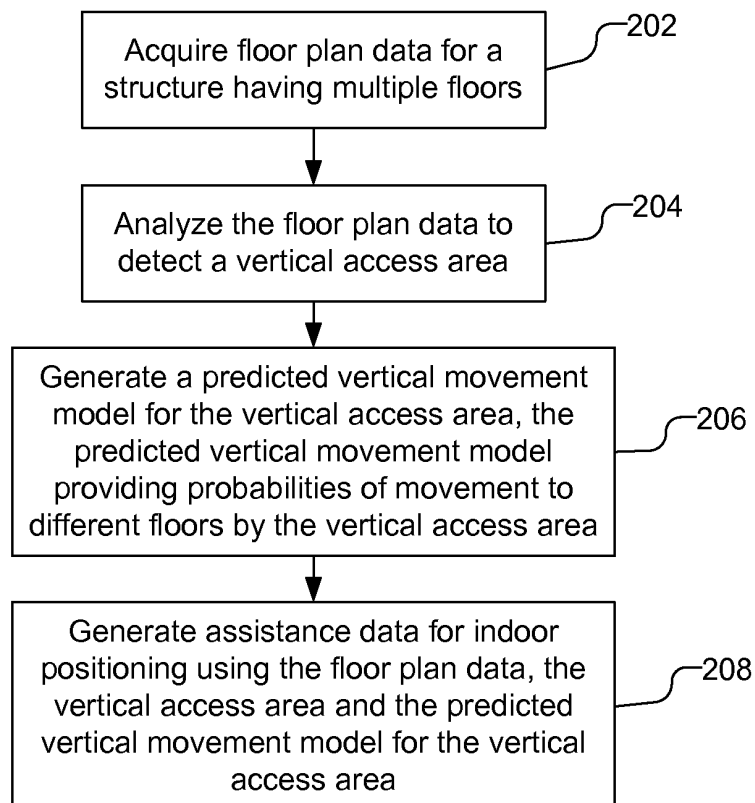 Acquire floor plan data for a
structure having multiple floors
202
Analyze the floor plan data to
detect a vertical access area
204
Generate a predicted vertical movement
model for the vertical access area, the
predicted vertical movement model
providing probabilities of movement to
different floors by the vertical access area
206
Generate assistance data for indoor
positioning using the floor plan data, the
vertical access area and the predicted
vertical movement model for the vertical
access area
208